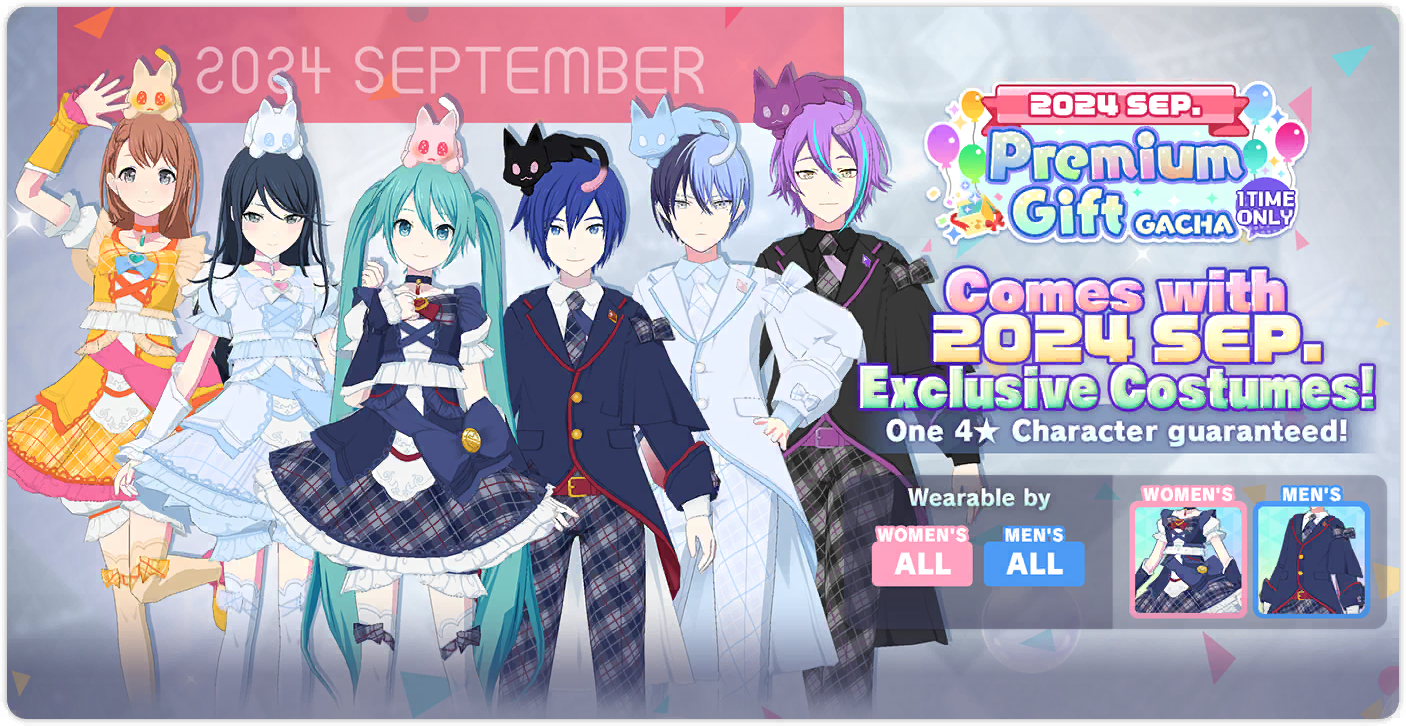 2024 SEPTEMBER
2024 SEP.
Premium
Gift GACHA
1TIME
ONLY
Comes with
2024 SEP.
Exclusive Costumes!
One 4★ Character guaranteed!
Wearable by
WOMEN'S
ALL
MEN'S
ALL
WOMEN'S
MEN'S